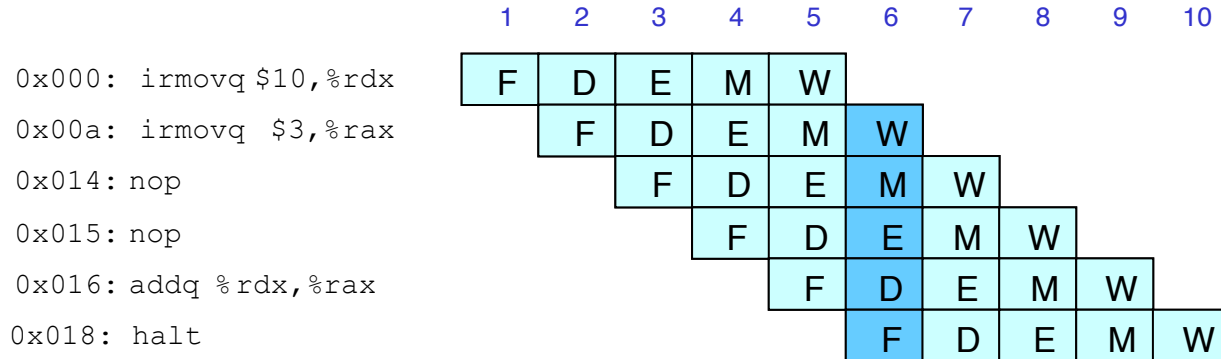 1 2 3 4 5 6 7 8 9 10
0x000: irmovq $10,%rdx F D E M W
0x00a: irmovq $3,%rax F D E M W
0x014: nop F D E M W
0x015: nop F D E M W
0x016: addq %rdx,%rax F D E M W
0x018: halt F D E M W